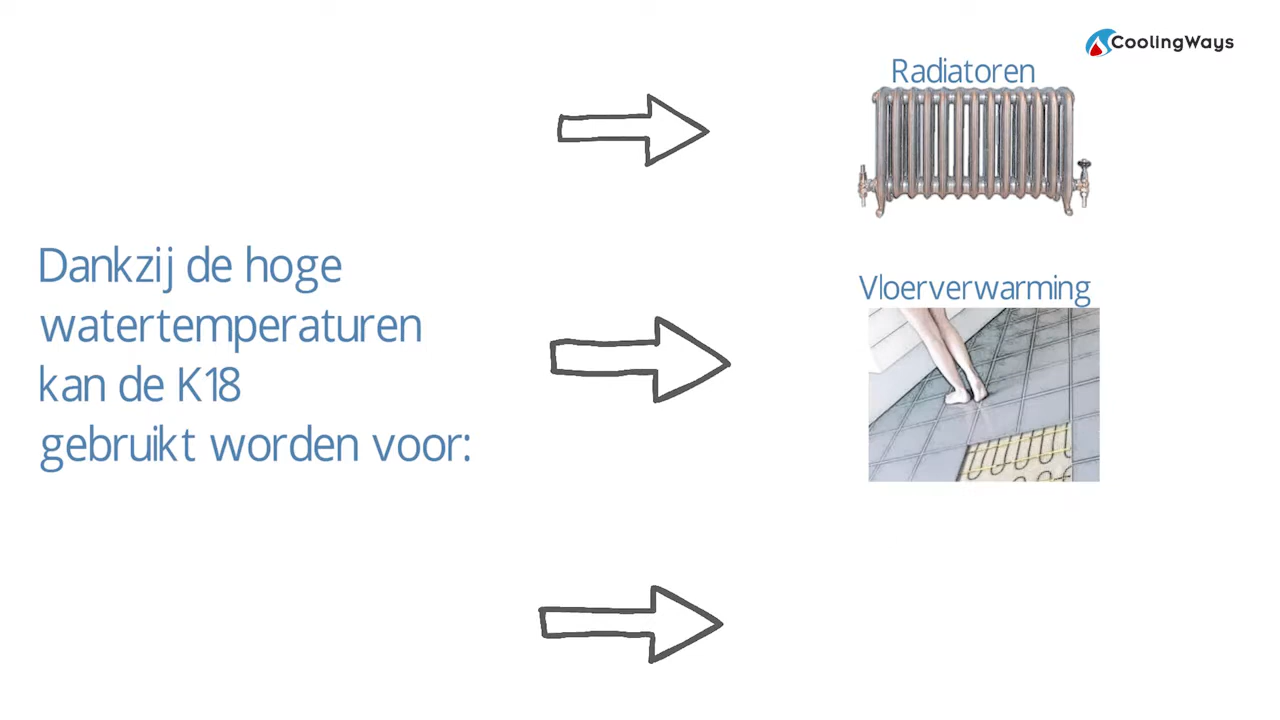 CoolingWays
Radiatoren
Dankzij de hoge
watertemperaturen
kan de K18
gebruikt worden voor:
Vloerverwarming